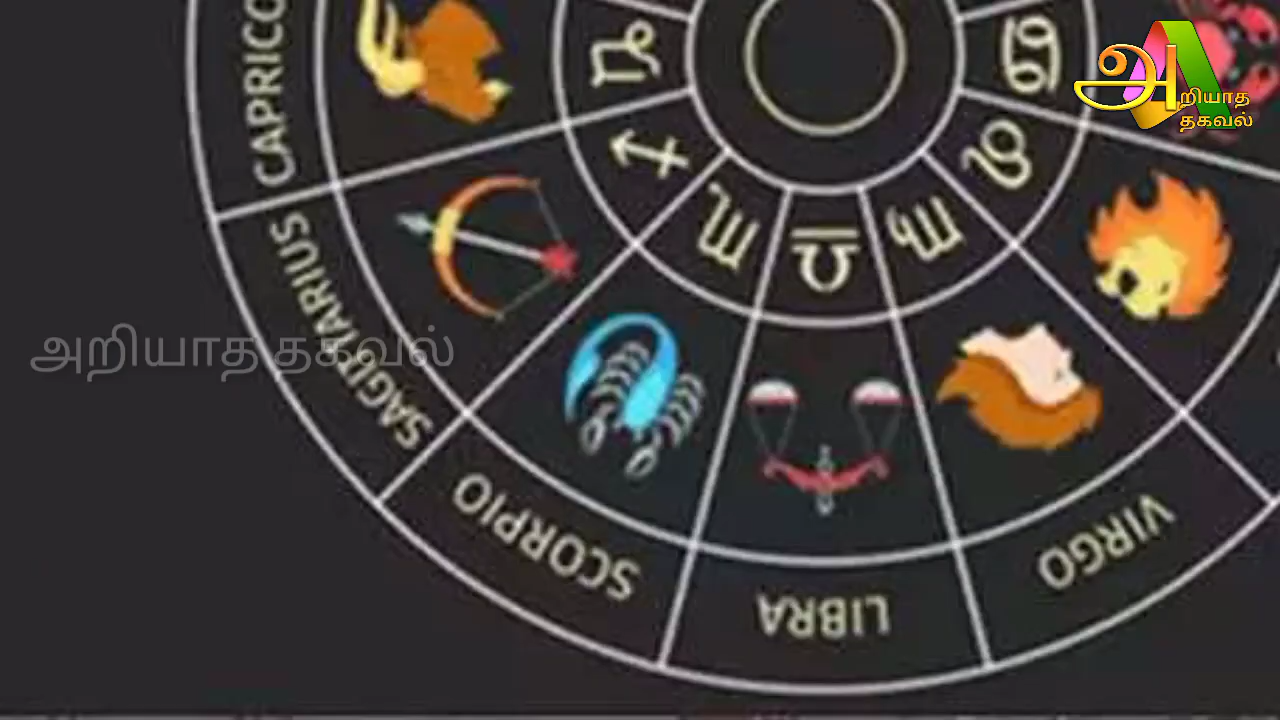 அறியாத
தகவல்
CAPRICO
SAGITTARIUS
அறியாத தகவல்
SCORPIO
LIBRA
VIRGO